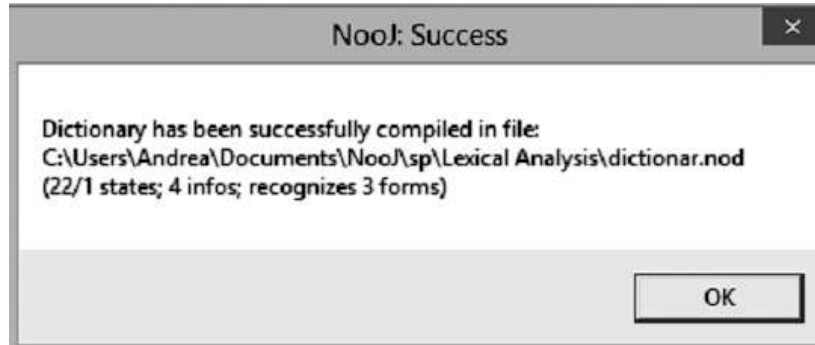 NooJ: Success
Dictionary has been successfully compiled in file:
C:\Users\Andrea\Documents\NooJ\sp\Lexical Analysis\dictionar.nod
(22/1 states; 4 infos; recognizes 3 forms)
OK